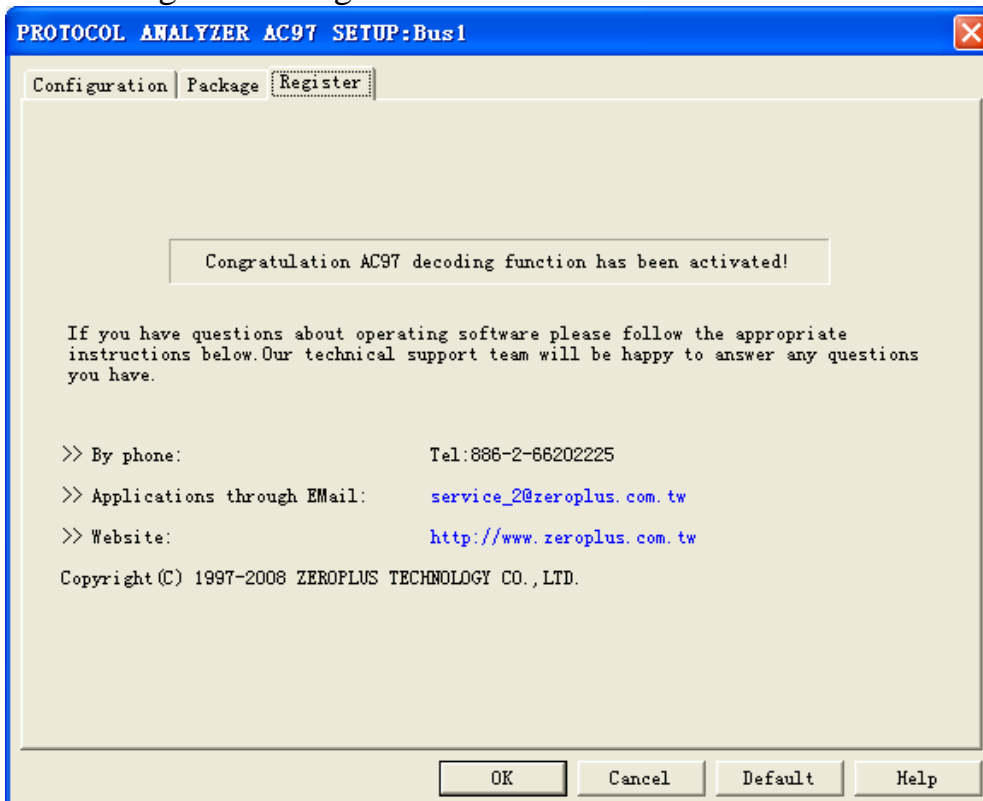 PROTOCOL ANALYZER AC97 SETUP:Bus1
Configuration Package Register
Congratulation AC97 decoding function has been activated!
If you have questions about operating software please follow the appropriate
instructions below.Our technical support team will be happy to answer any questions
you have.
>> By phone: Tel:886-2-66202225
>> Applications through EMail: service_2@zeroplus.com.tw
>> Website: http://www.zeroplus.com.tw
Copyright(C) 1997-2008 ZEROPLUS TECHNOLOGY CO.,LTD.
OK Cancel Default Help